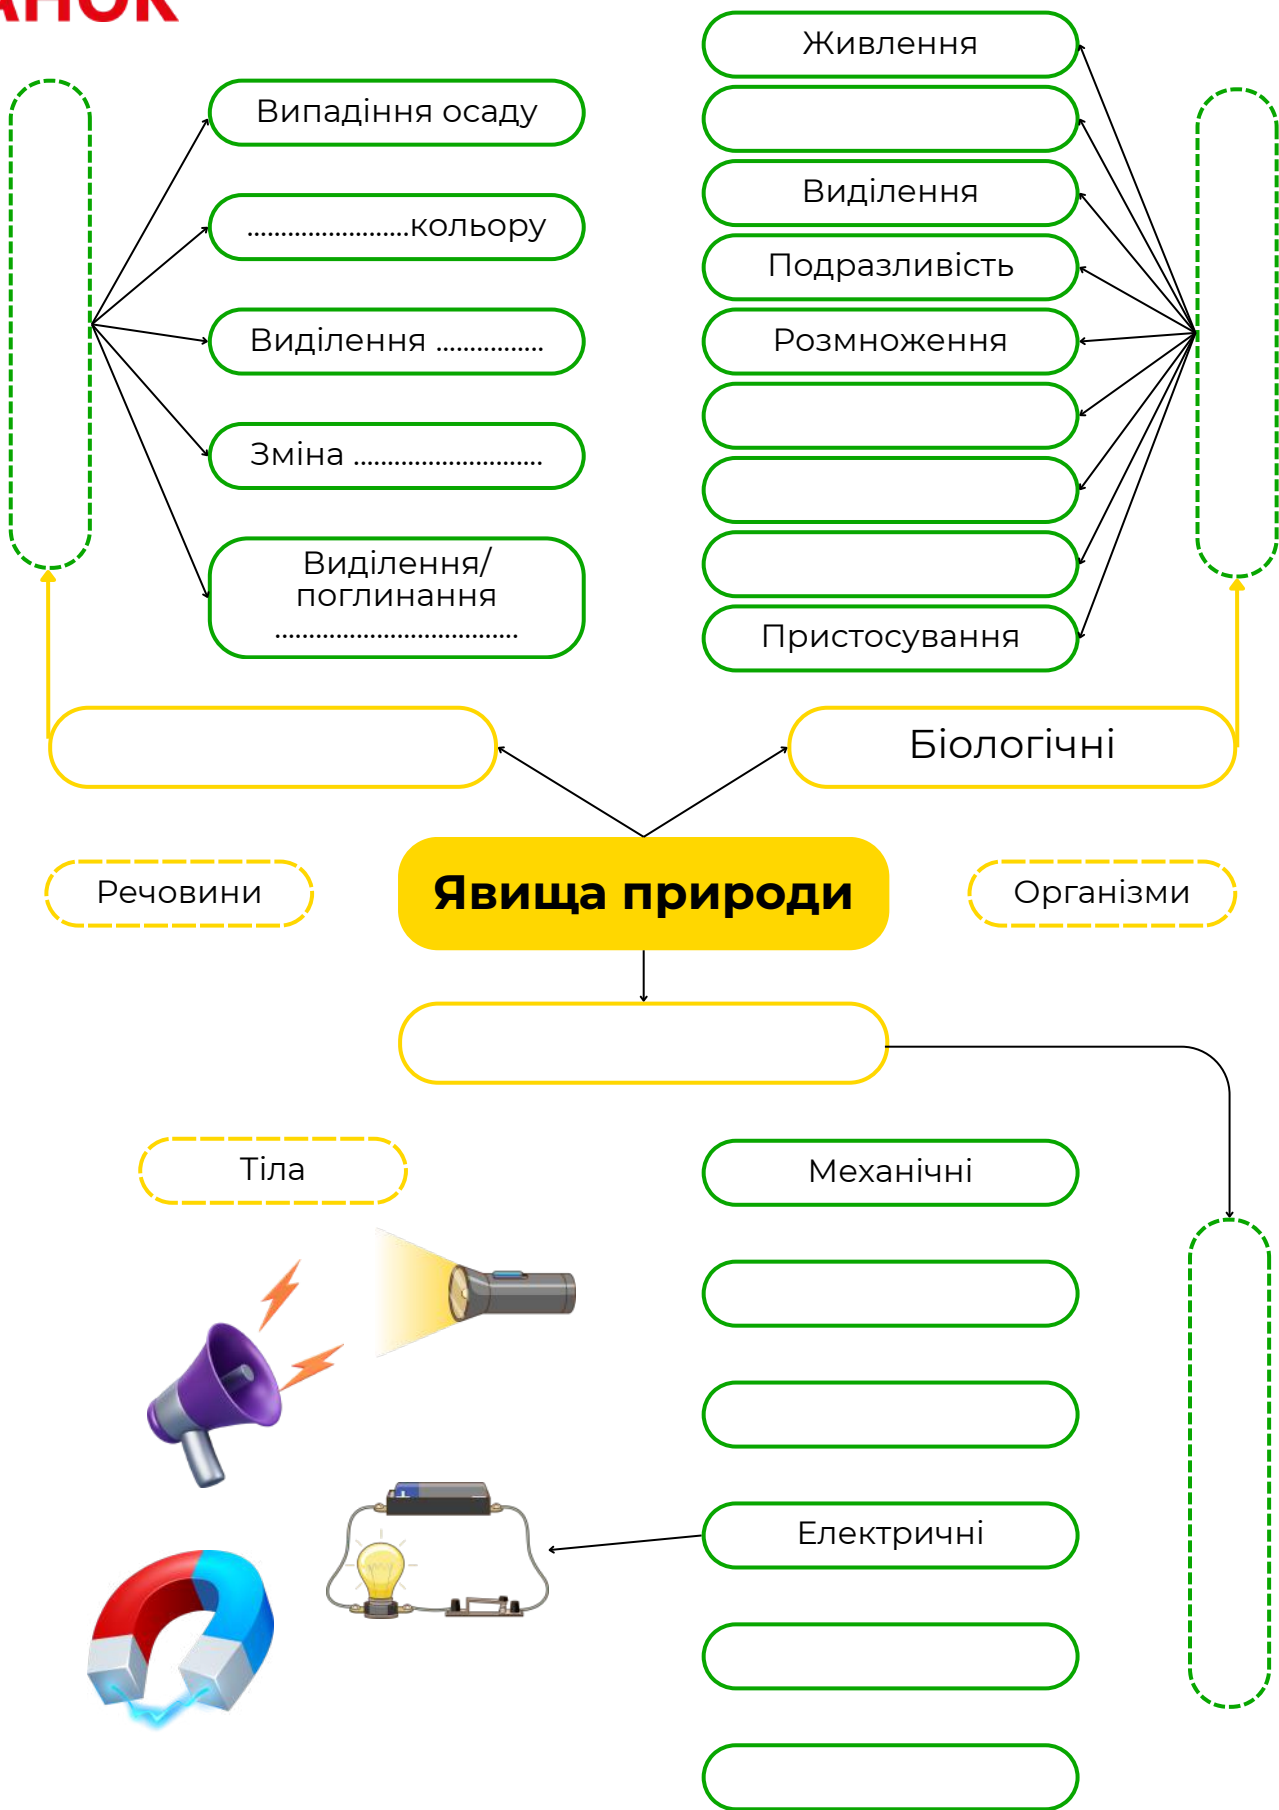 АНОК
Живлення
Випадіння осаду
Виділення
........................кольору
Подразливість
Виділення ................
Розмноження
Зміна ............................
Виділення/
поглинання
....................................
Пристосування
Біологічні
Речовини
Явища природи
Організми
Тіла
Механічні
Електричні